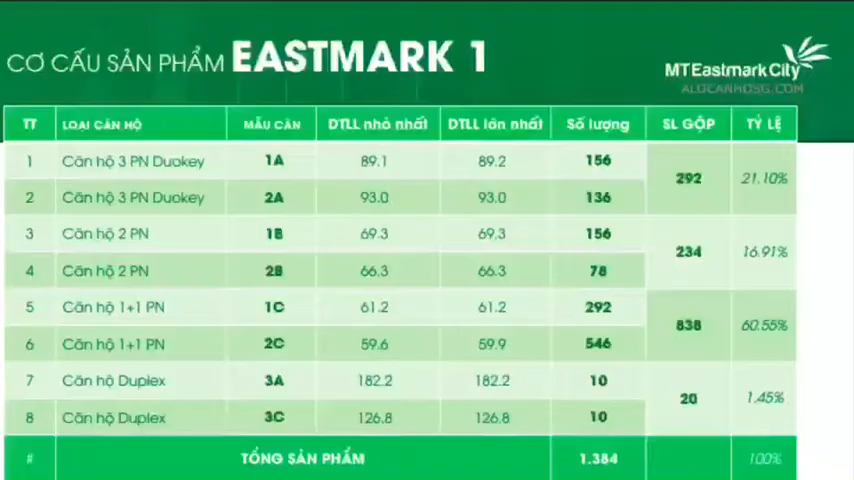 CƠ CẤU SẢN PHẨM EASTMARK 1
MT Eastmark City
ALOCANHOSG.COM
TT LOẠI CĂN HỘ MẪU CĂN DTLL nhỏ nhất DTLL lớn nhất Số lượng SL GỘP TỶ LỆ
1 Căn hộ 3 PN Duokey 1A 89.1 89.2 156
292 21.10%
2 Căn hộ 3 PN Duokey 2A 93.0 93.0 136
3 Căn hộ 2 PN 1B 69.3 69.3 156
234 16.91%
4 Căn hộ 2 PN 2B 66.3 66.3 78
5 Căn hộ 1+1 PN 1C 61.2 61.2 292
838 60.55%
6 Căn hộ 1+1 PN 2C 59.6 59.9 546
7 Căn hộ Duplex 3A 182.2 182.2 10
20 1.45%
8 Căn hộ Duplex 3C 126.8 126.8 10
# TỔNG SẢN PHẨM 1.384 100%